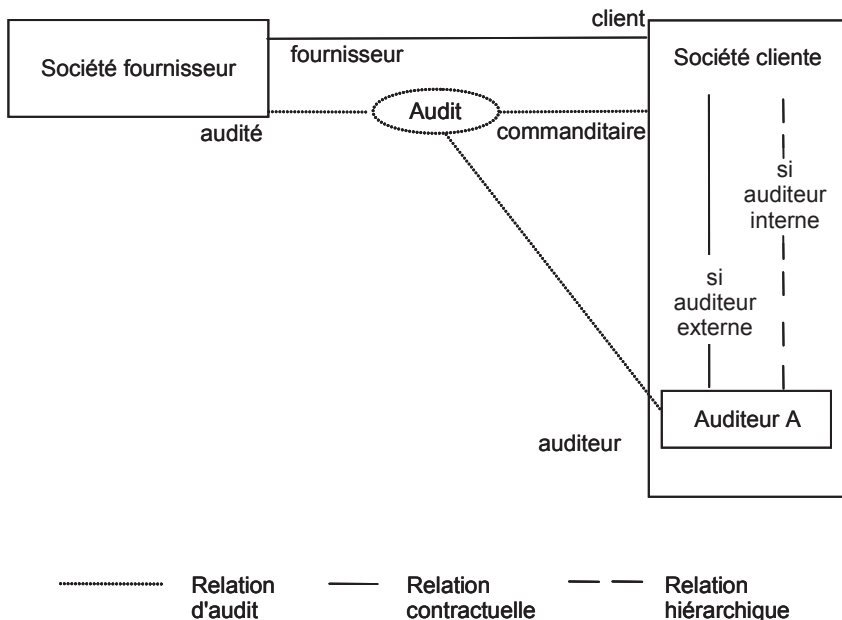 client
Société fournisseur
fournisseur
Société cliente
Audit
audité
commanditaire
si
auditeur
interne
si
auditeur
externe
Auditeur A
auditeur
Relation
d'audit
Relation
contractuelle
Relation
hiérarchique